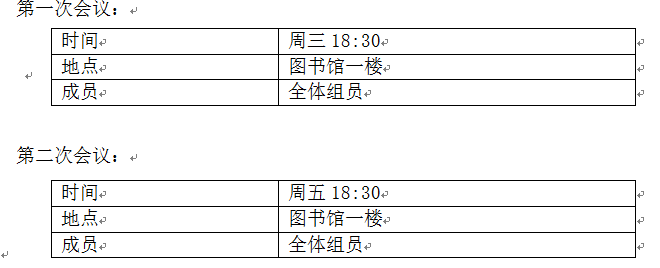 第一次会议：
时间 周三 18:30
地点 图书馆一楼
成员 全体组员
第二次会议：
时间 周五 18:30
地点 图书馆一楼
成员 全体组员